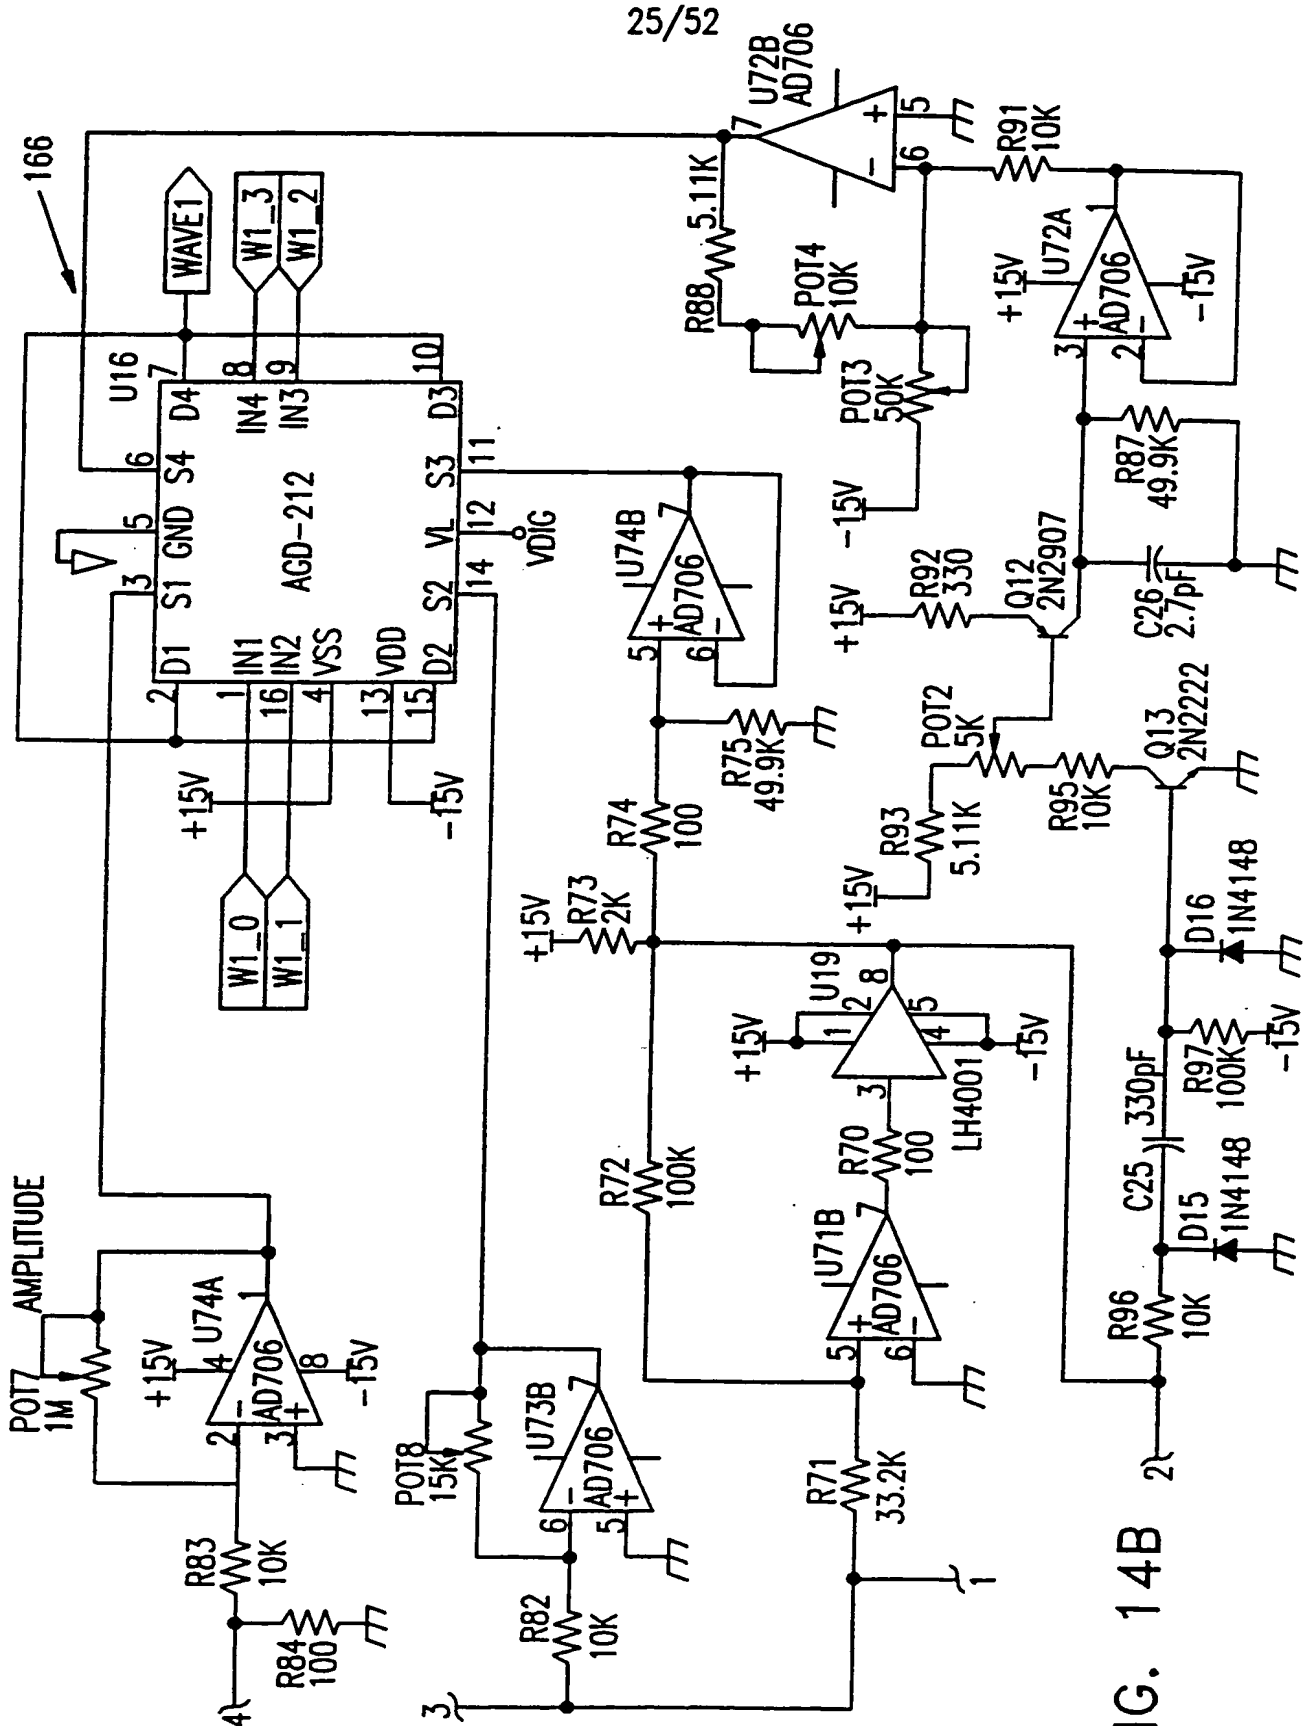 25/52
166
AMPLITUDE
POT7
1M
+15V
4
U74A
2
-
AD706
3
+
8
-15V
1
R83
10K
R84
100
4
W1_0
W1_1
+15V
-15V
2
1
16
4
13
15
D1
IN1
IN2
VSS
VDD
D2
3
5
6
S1
GND
S4
AGD-212
S2
VL
S3
14
12
11
VDIG
U16
7
8
9
10
D4
IN4
IN3
D3
WAVE1
W1_3
W1_2
3
R82
10K
POT8
15K
U73B
6
-
AD706
5
+
7
R72
100K
+15V
R73
2K
R74
100
R75
49.9K
U74B
5
+
AD706
6
-
7
R71
33.2K
1
U71B
5
+
AD706
6
-
7
R70
100
+15V
U19
1
2
3
8
4
5
LH4001
-15V
+15V
R93
5.11K
POT2
5K
R95
10K
Q13
2N2222
+15V
R92
330
Q12
2N2907
C26
2.7pF
R87
49.9K
-15V
POT3
50K
POT4
10K
R88
5.11K
U72B
AD706
7
-
+
6
5
R91
10K
+15V
U72A
3
+
AD706
2
-
1
-15V
2
R96
10K
D15
1N4148
C25
330pF
R97
100K
-15V
D16
1N4148
IG. 14B